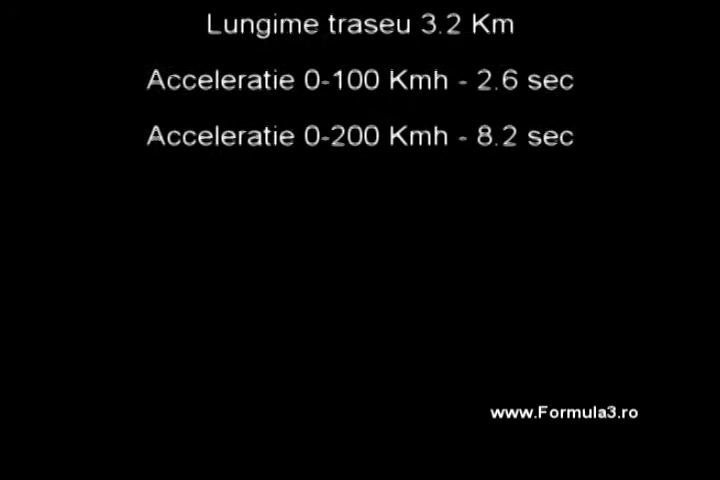 Lungime traseu 3.2 Km
Acceleratie 0-100 Kmh - 2.6 sec
Acceleratie 0-200 Kmh - 8.2 sec
www.Formula3.ro